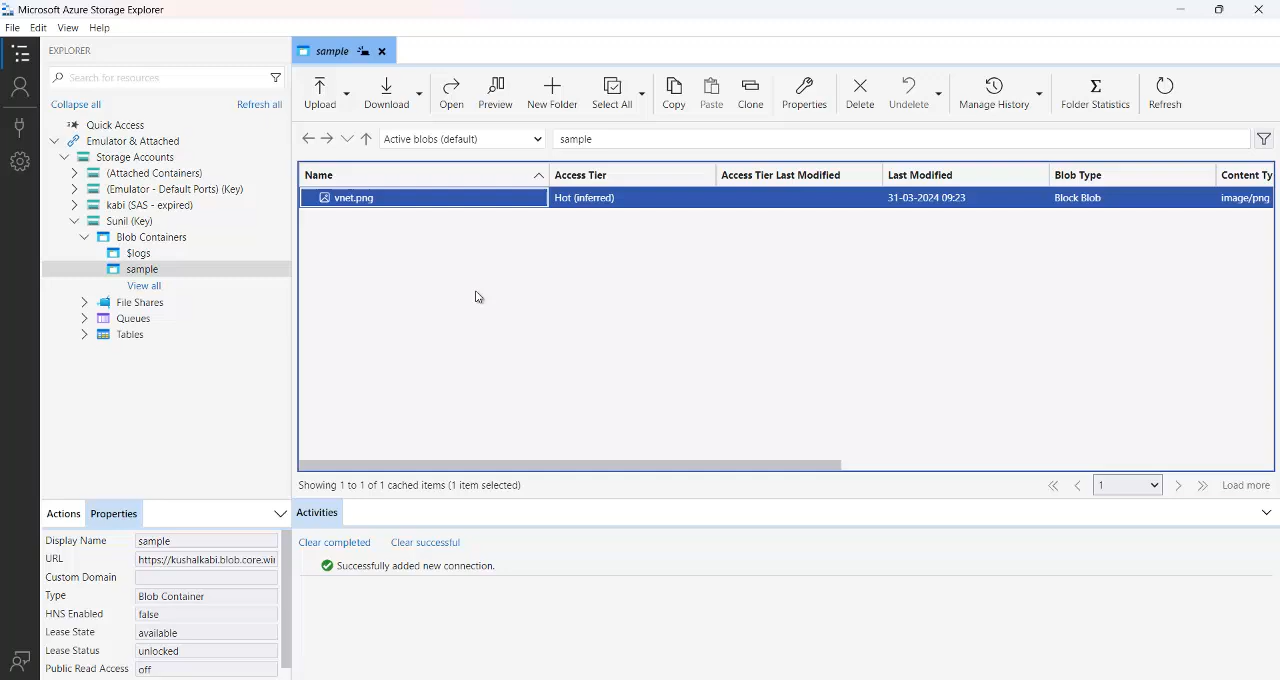 Microsoft Azure Storage Explorer
File Edit View Help
EXPLORER
Search for resources
Collapse all Refresh all
Quick Access
Emulator & Attached
Storage Accounts
(Attached Containers)
(Emulator - Default Ports) (Key)
kabi (SAS - expired)
Sunil (Key)
Blob Containers
$logs
sample
View all
File Shares
Queues
Tables
sample
Upload Download Open Preview New Folder Select All Copy Paste Clone Properties Delete Undelete Manage History Folder Statistics Refresh
Active blobs (default) sample
Name Access Tier Access Tier Last Modified Last Modified Blob Type Content Ty
vnet.png Hot (inferred) 31-03-2024 09:23 Block Blob image/png
Showing 1 to 1 of 1 cached items (1 item selected) 1 Load more
Actions Properties
Display Name sample
URL https://kushalkabi.blob.core.wi
Custom Domain
Type Blob Container
HNS Enabled false
Lease State available
Lease Status unlocked
Public Read Access off
Activities
Clear completed Clear successful
Successfully added new connection.